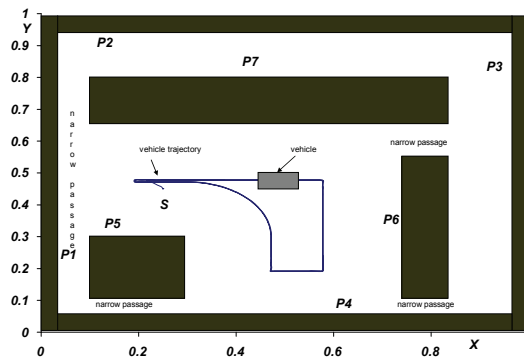 1
Y
0.9
P2
P7
P3
0.8
0.7
narrow passage
narrow passage
0.6
vehicle trajectory
vehicle
0.5
S
0.4
P5
P6
0.3
P1
0.2
0.1
narrow passage
P4
narrow passage
0
0
0.2
0.4
0.6
X
0.8